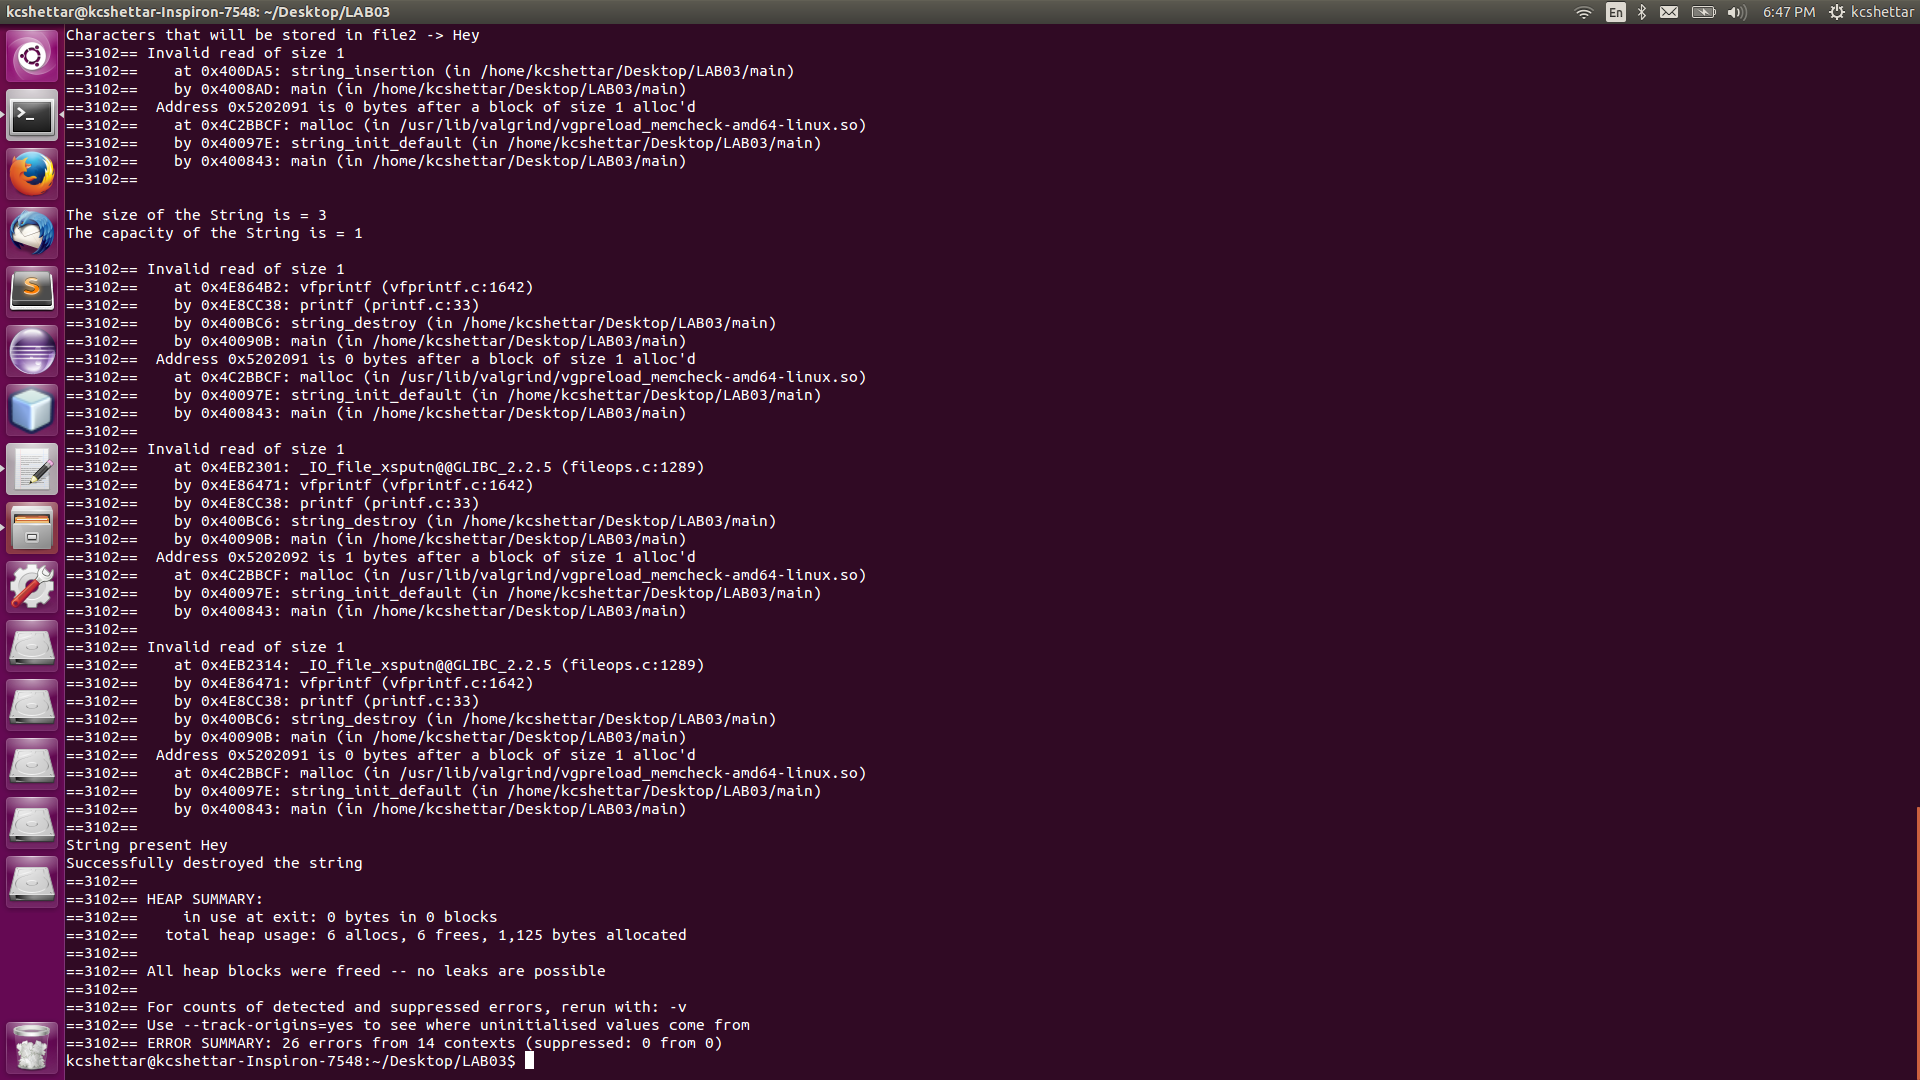 kcshettar@kcshettar-Inspiron-7548: ~/Desktop/LAB03
En
6:47 PM
kcshettar
Characters that will be stored in file2 -> Hey
==3102== Invalid read of size 1
==3102==    at 0x400DA5: string_insertion (in /home/kcshettar/Desktop/LAB03/main)
==3102==    by 0x4008AD: main (in /home/kcshettar/Desktop/LAB03/main)
==3102==  Address 0x5202091 is 0 bytes after a block of size 1 alloc'd
==3102==    at 0x4C2BBCF: malloc (in /usr/lib/valgrind/vgpreload_memcheck-amd64-linux.so)
==3102==    by 0x40097E: string_init_default (in /home/kcshettar/Desktop/LAB03/main)
==3102==    by 0x400843: main (in /home/kcshettar/Desktop/LAB03/main)
==3102==
The size of the String is = 3
The capacity of the String is = 1
==3102== Invalid read of size 1
==3102==    at 0x4E864B2: vfprintf (vfprintf.c:1642)
==3102==    by 0x4E8CC38: printf (printf.c:33)
==3102==    by 0x400BC6: string_destroy (in /home/kcshettar/Desktop/LAB03/main)
==3102==    by 0x40090B: main (in /home/kcshettar/Desktop/LAB03/main)
==3102==  Address 0x5202091 is 0 bytes after a block of size 1 alloc'd
==3102==    at 0x4C2BBCF: malloc (in /usr/lib/valgrind/vgpreload_memcheck-amd64-linux.so)
==3102==    by 0x40097E: string_init_default (in /home/kcshettar/Desktop/LAB03/main)
==3102==    by 0x400843: main (in /home/kcshettar/Desktop/LAB03/main)
==3102==
==3102== Invalid read of size 1
==3102==    at 0x4EB2301: _IO_file_xsputn@@GLIBC_2.2.5 (fileops.c:1289)
==3102==    by 0x4E86471: vfprintf (vfprintf.c:1642)
==3102==    by 0x4E8CC38: printf (printf.c:33)
==3102==    by 0x400BC6: string_destroy (in /home/kcshettar/Desktop/LAB03/main)
==3102==    by 0x40090B: main (in /home/kcshettar/Desktop/LAB03/main)
==3102==  Address 0x5202092 is 1 bytes after a block of size 1 alloc'd
==3102==    at 0x4C2BBCF: malloc (in /usr/lib/valgrind/vgpreload_memcheck-amd64-linux.so)
==3102==    by 0x40097E: string_init_default (in /home/kcshettar/Desktop/LAB03/main)
==3102==    by 0x400843: main (in /home/kcshettar/Desktop/LAB03/main)
==3102==
==3102== Invalid read of size 1
==3102==    at 0x4EB2314: _IO_file_xsputn@@GLIBC_2.2.5 (fileops.c:1289)
==3102==    by 0x4E86471: vfprintf (vfprintf.c:1642)
==3102==    by 0x4E8CC38: printf (printf.c:33)
==3102==    by 0x400BC6: string_destroy (in /home/kcshettar/Desktop/LAB03/main)
==3102==    by 0x40090B: main (in /home/kcshettar/Desktop/LAB03/main)
==3102==  Address 0x5202091 is 0 bytes after a block of size 1 alloc'd
==3102==    at 0x4C2BBCF: malloc (in /usr/lib/valgrind/vgpreload_memcheck-amd64-linux.so)
==3102==    by 0x40097E: string_init_default (in /home/kcshettar/Desktop/LAB03/main)
==3102==    by 0x400843: main (in /home/kcshettar/Desktop/LAB03/main)
==3102==
String present Hey
Successfully destroyed the string
==3102==
==3102== HEAP SUMMARY:
==3102==     in use at exit: 0 bytes in 0 blocks
==3102==   total heap usage: 6 allocs, 6 frees, 1,125 bytes allocated
==3102==
==3102== All heap blocks were freed -- no leaks are possible
==3102==
==3102== For counts of detected and suppressed errors, rerun with: -v
==3102== Use --track-origins=yes to see where uninitialised values come from
==3102== ERROR SUMMARY: 26 errors from 14 contexts (suppressed: 0 from 0)
kcshettar@kcshettar-Inspiron-7548:~/Desktop/LAB03$